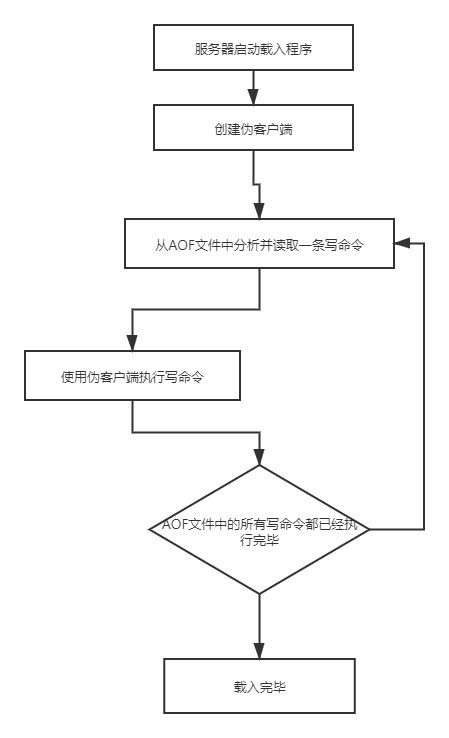 服务器启动载入程序
创建伪客户端
从AOF文件中分析并读取一条写命令
使用伪客户端执行写命令
AOF文件中的所有写命令都已经执
行完毕
载入完毕